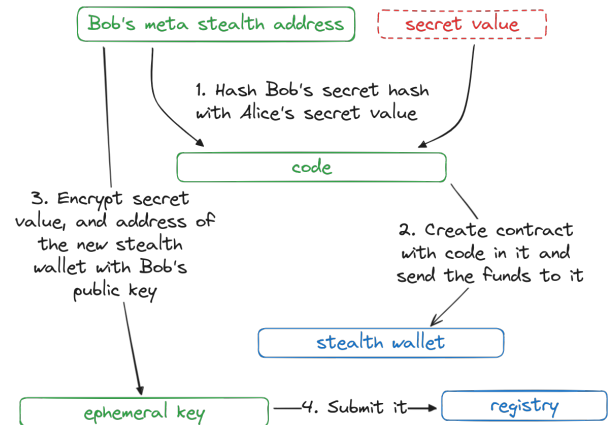 Bob's meta stealth address
secret value
1. Hash Bob's secret hash
with Alice's secret value
code
3. Encrypt secret
value, and address of
the new stealth
wallet with Bob's
public key
2. Create contract
with code in it and
send the funds to it
stealth wallet
ephemeral key
4. Submit it
registry